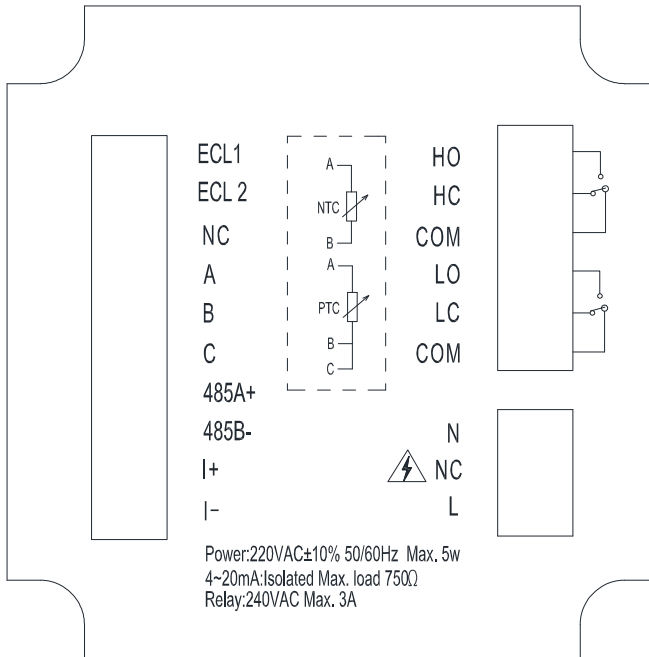 ECL1
ECL 2
NC
A
B
C
485A+
485B-
I+
I-
A
NTC
B
A
PTC
B
C
HO
HC
COM
LO
LC
COM
N
NC
L
Power:220VAC±10% 50/60Hz Max. 5w
4~20mA:Isolated Max. load 750Ω
Relay:240VAC Max. 3A